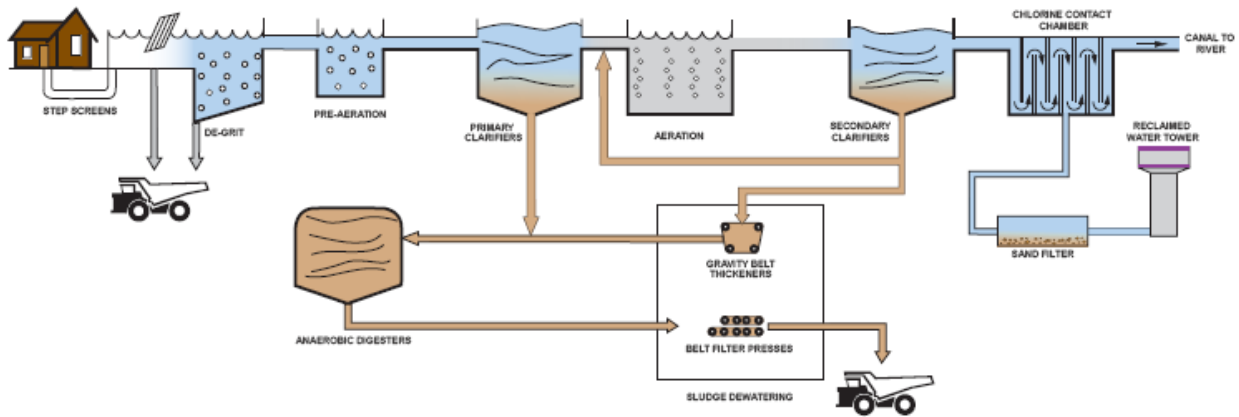 CHLORINE CONTACT
CHAMBER
CANAL TO
RIVER
STEP SCREENS
DE-GRIT
PRE-AERATION
PRIMARY
CLARIFIERS
AERATION
SECONDARY
CLARIFIERS
RECLAIMED
WATER TOWER
SAND FILTER
GRAVITY BELT
THICKENERS
ANAEROBIC DIGESTERS
BELT FILTER PRESSES
SLUDGE DEWATERING